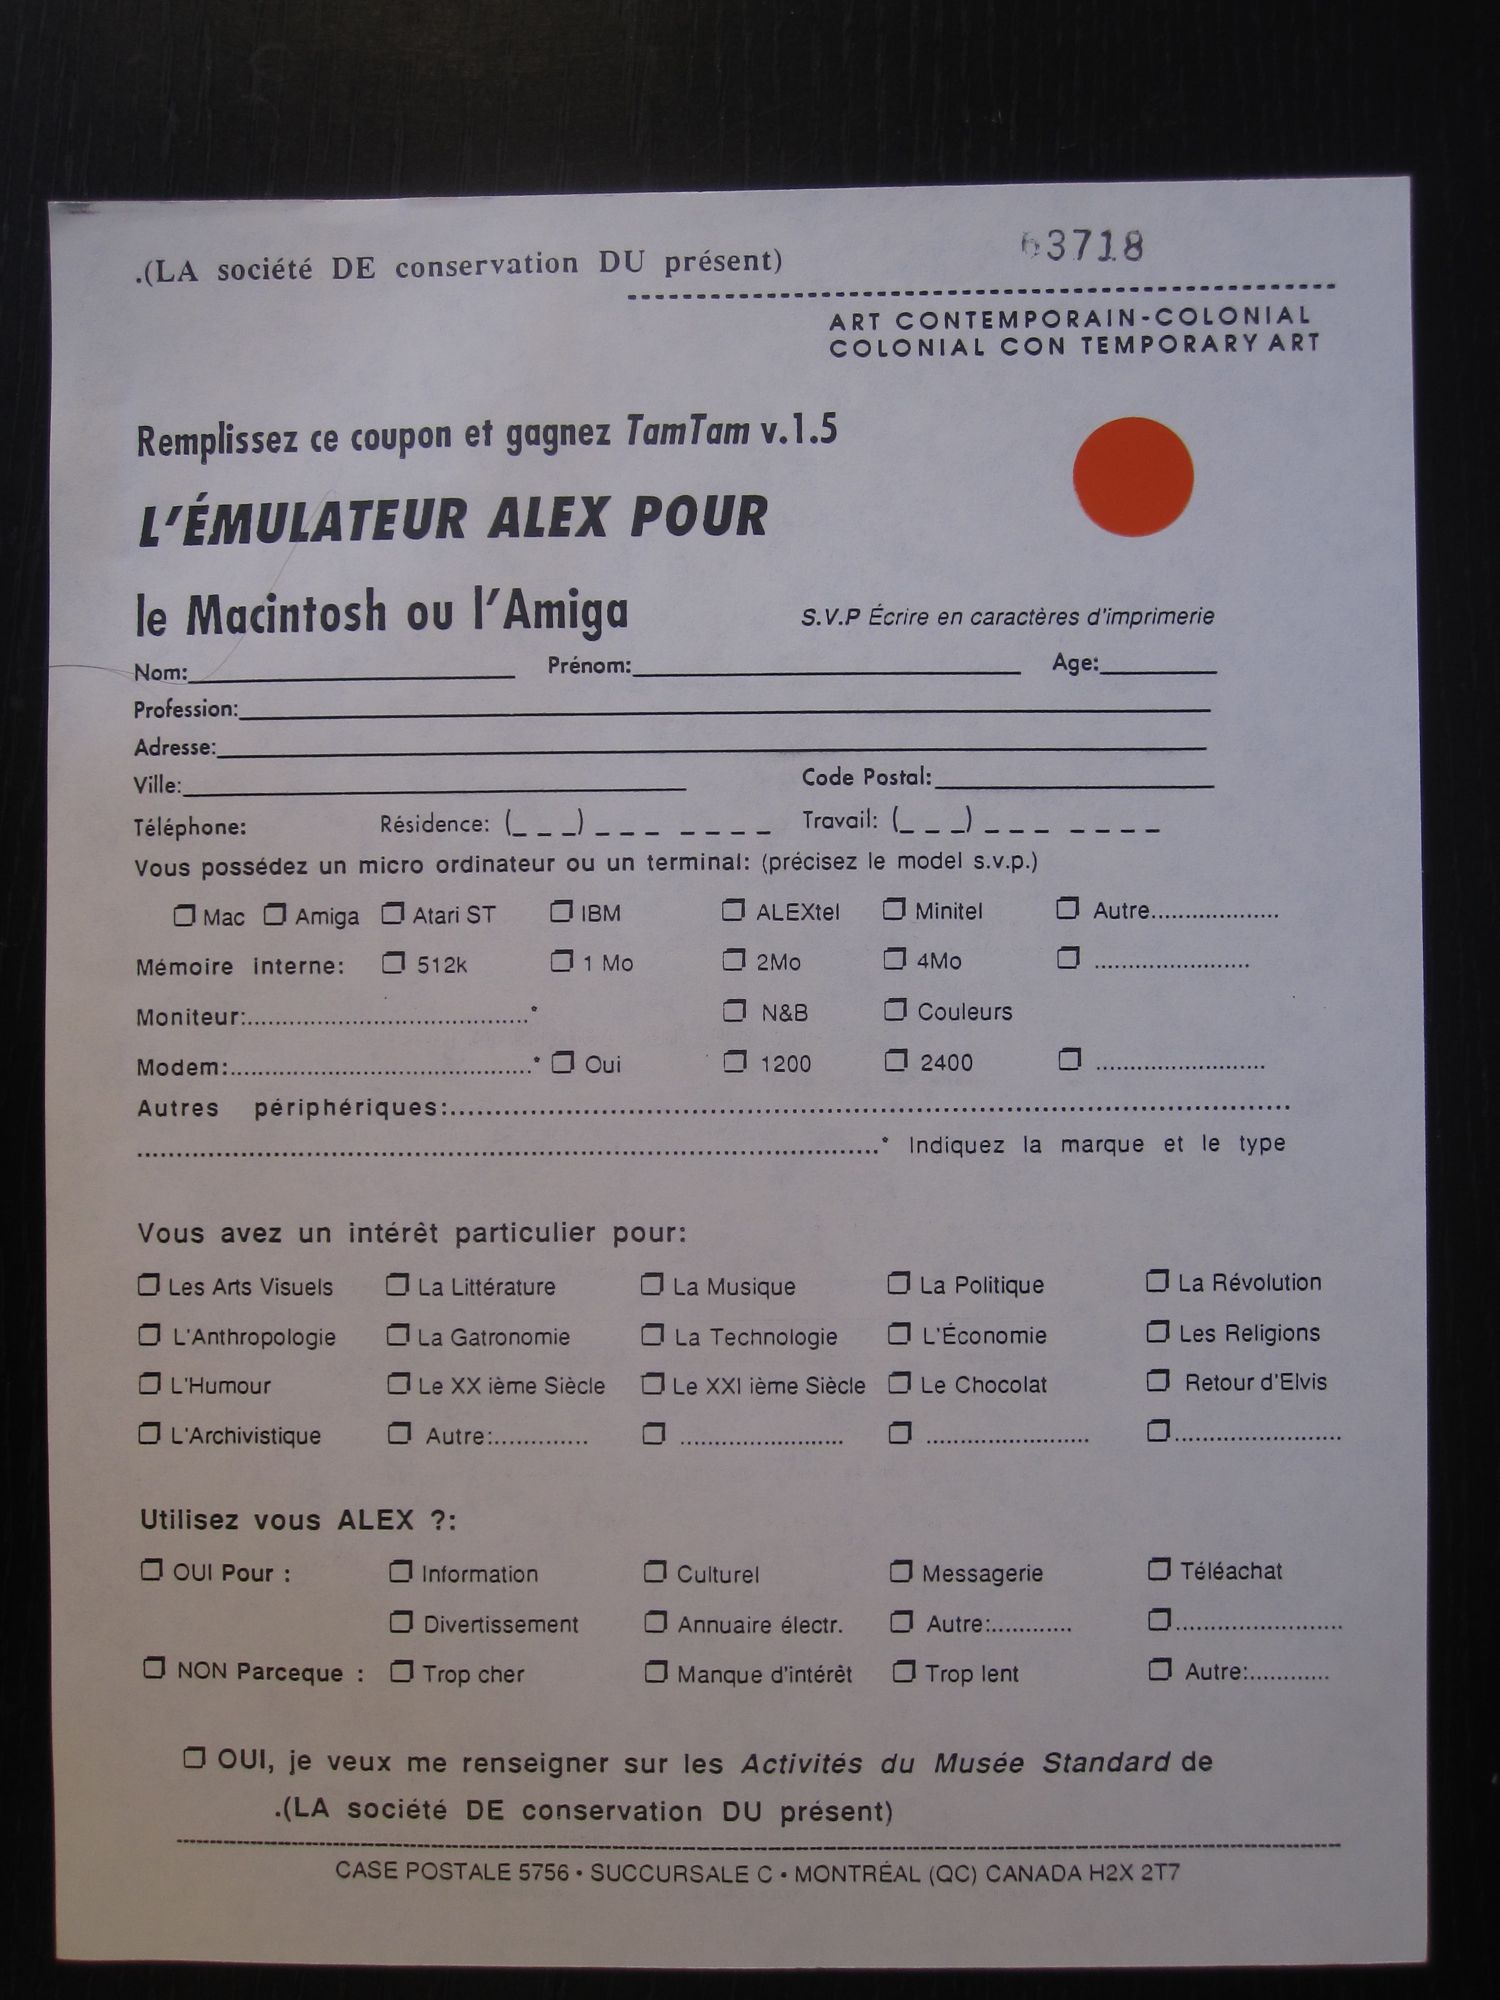 .(LA société DE conservation DU présent)
63718
ART CONTEMPORAIN-COLONIAL
COLONIAL CON TEMPORARY ART
Remplissez ce coupon et gagnez TamTam v.1.5
L'ÉMULATEUR ALEX POUR
le Macintosh ou l'Amiga
S.V.P Écrire en caractères d'imprimerie
Nom: Prénom: Age:
Profession:
Adresse:
Ville: Code Postal:
Téléphone: Résidence: (_ _ _) _ _ _ _ _ _ _ Travail: (_ _ _) _ _ _ _ _ _ _
Vous possédez un micro ordinateur ou un terminal: (précisez le model s.v.p.)
Mac Amiga Atari ST IBM ALEXtel Minitel Autre...................
Mémoire interne: 512k 1 Mo 2Mo 4Mo .......................
Moniteur:.........................................* N&B Couleurs
Modem:...........................................* Oui 1200 2400 .........................
Autres périphériques:...............................................................................................
.....................................................................................* Indiquez la marque et le type
Vous avez un intérêt particulier pour:
Les Arts Visuels La Littérature La Musique La Politique La Révolution
L'Anthropologie La Gatronomie La Technologie L'Économie Les Religions
L'Humour Le XX ième Siècle Le XXI ième Siècle Le Chocolat Retour d'Elvis
L'Archivistique Autre:.............. ........................ ........................ ........................
Utilisez vous ALEX ?:
OUI Pour : Information Culturel Messagerie Téléachat
Divertissement Annuaire électr. Autre:............ ........................
NON Parceque : Trop cher Manque d'intérêt Trop lent Autre:............
OUI, je veux me renseigner sur les Activités du Musée Standard de
.(LA société DE conservation DU présent)
CASE POSTALE 5756 • SUCCURSALE C • MONTRÉAL (QC) CANADA H2X 2T7